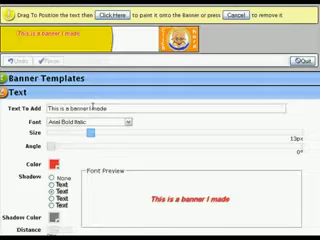 Drag To Position the text then Click Here to paint it onto the Banner or press Cancel to remove it
This is a banner I made
Undo
Quit
Banner Templates
Text
Text To Add This is a banner I made
Font Arial Bold Italic
Size
13px
Angle
0°
Color
Font Preview
Shadow None
Text
Text
Text
Text
This is a banner I made
Shadow Color
Distance